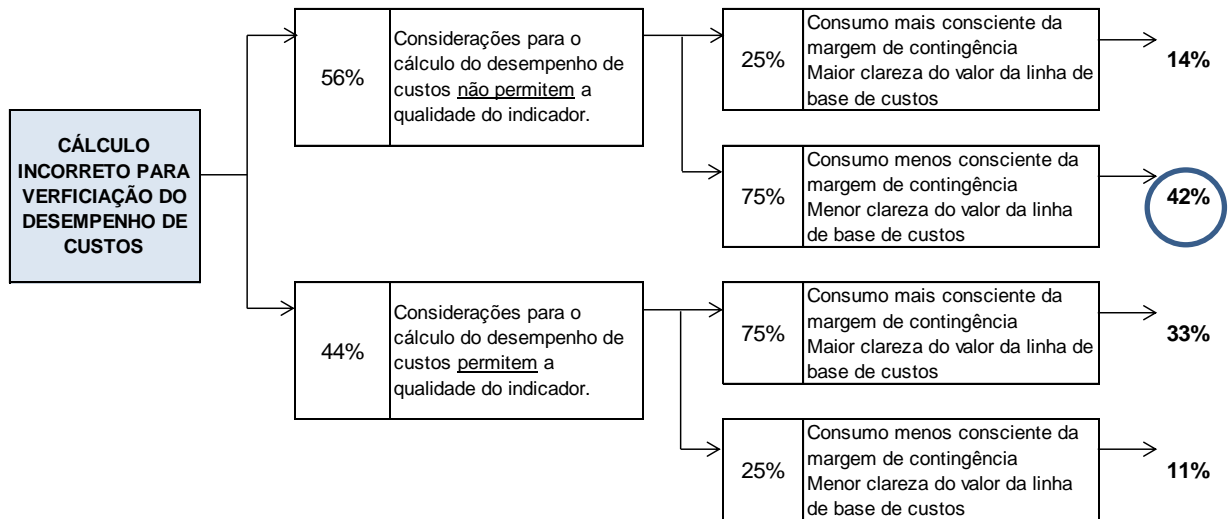 CÁLCULO
INCORRETO PARA
VERFICIAÇÃO DO
DESEMPENHO DE
CUSTOS
56%
Considerações para o
cálculo do desempenho de
custos não permitem a
qualidade do indicador.
25%
Consumo mais consciente da
margem de contingência
Maior clareza do valor da linha de
base de custos
14%
75%
Consumo menos consciente da
margem de contingência
Menor clareza do valor da linha
de base de custos
42%
44%
Considerações para o
cálculo do desempenho de
custos permitem a
qualidade do indicador.
75%
Consumo mais consciente da
margem de contingência
Maior clareza do valor da linha de
base de custos
33%
25%
Consumo menos consciente da
margem de contingência
Menor clareza do valor da linha
de base de custos
11%